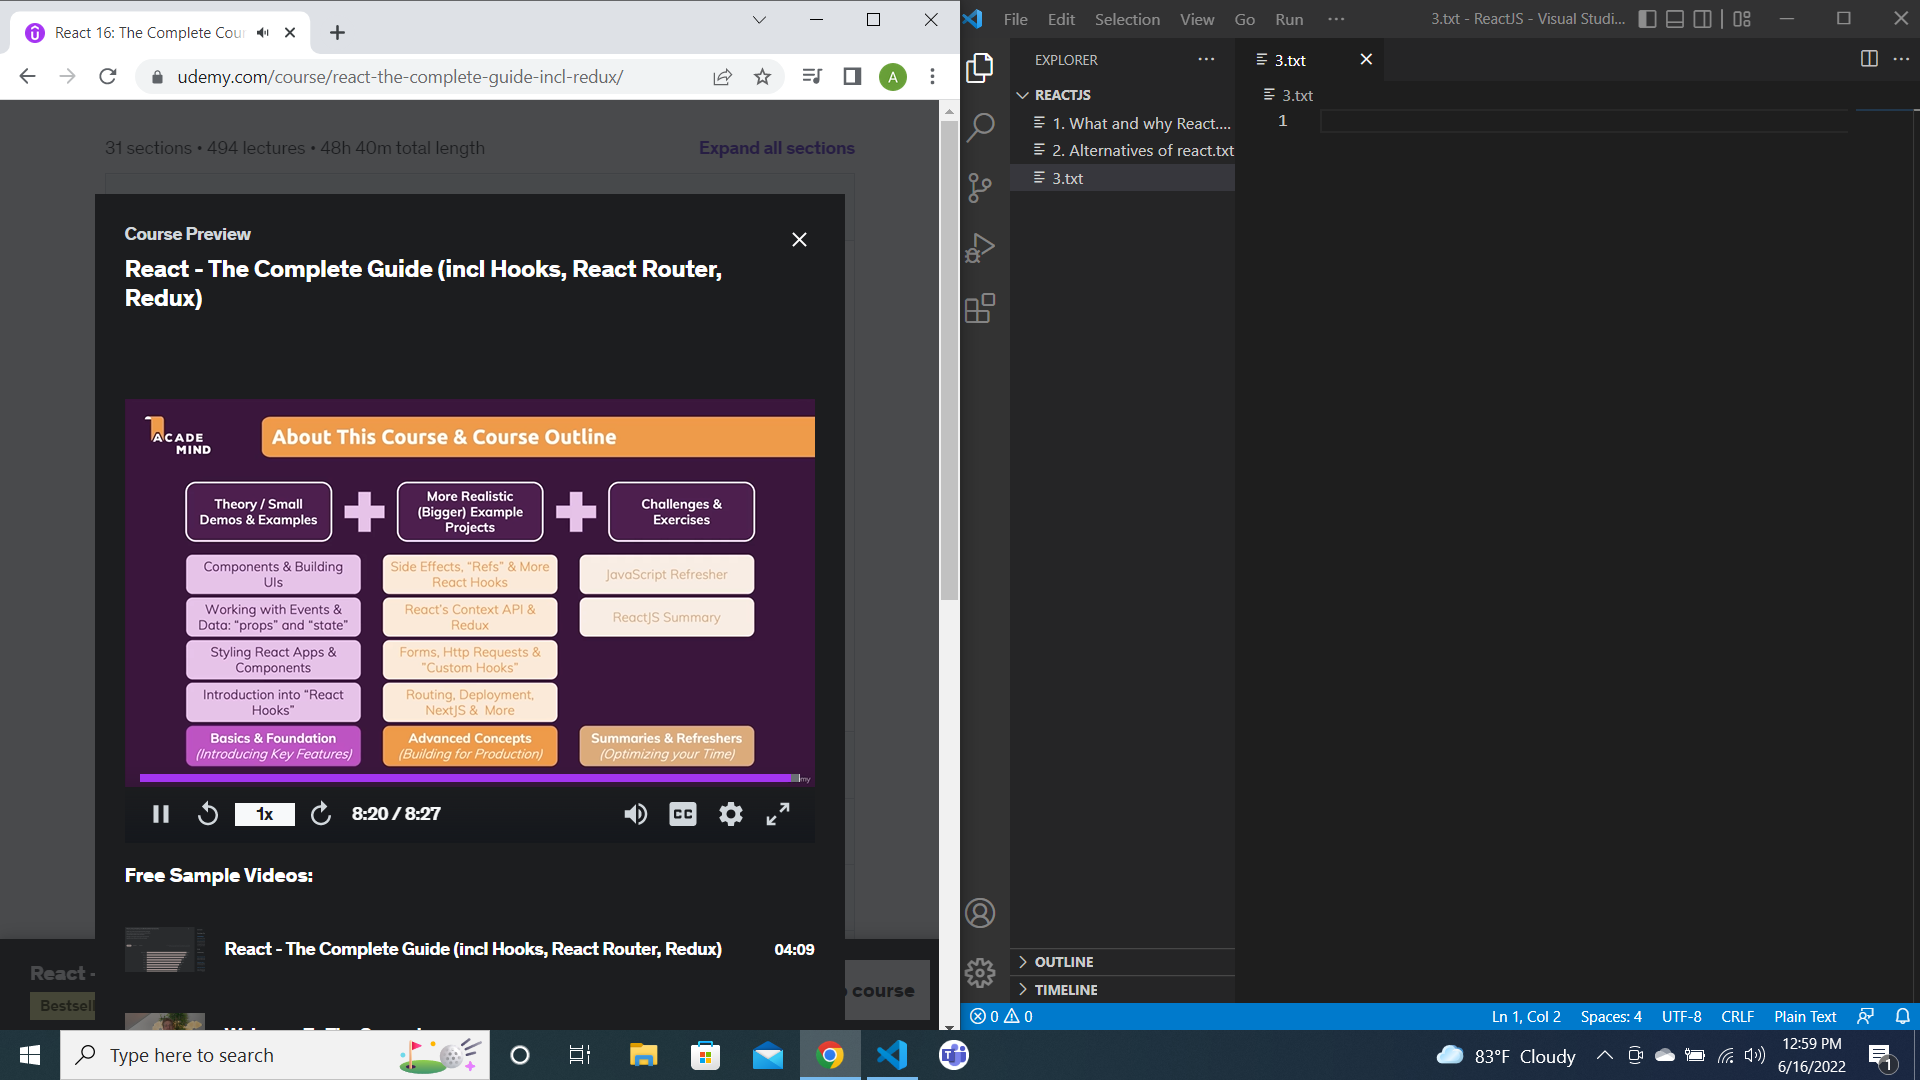 React 16: The Complete Cou
udemy.com/course/react-the-complete-guide-incl-redux/
A
31 sections • 494 lectures • 48h 40m total length
Expand all sections
Course Preview
React - The Complete Guide (incl Hooks, React Router,
Redux)
ACADE
MIND
About This Course & Course Outline
Theory / Small
Demos & Examples
More Realistic
(Bigger) Example
Projects
Challenges &
Exercises
Components & Building
UIs
Side Effects, “Refs” & More
React Hooks
JavaScript Refresher
Working with Events &
Data: “props” and “state”
React’s Context API &
Redux
ReactJS Summary
Styling React Apps &
Components
Forms, Http Requests &
”Custom Hooks”
Introduction into “React
Hooks”
Routing, Deployment,
NextJS & More
Basics & Foundation
(Introducing Key Features)
Advanced Concepts
(Building for Production)
Summaries & Refreshers
(Optimizing your Time)
my
1x
8:20 / 8:27
CC
Free Sample Videos:
React - The Complete Guide (incl Hooks, React Router, Redux)
04:09
React -
Bestsell
course
File Edit Selection View Go Run ···
3.txt - ReactJS - Visual Studi...
EXPLORER
REACTJS
1. What and why React....
2. Alternatives of react.txt
3.txt
3.txt
3.txt
1
OUTLINE
TIMELINE
0 0
Ln 1, Col 2
Spaces: 4
UTF-8
CRLF
Plain Text
Type here to search
83°F Cloudy
12:59 PM
6/16/2022
1